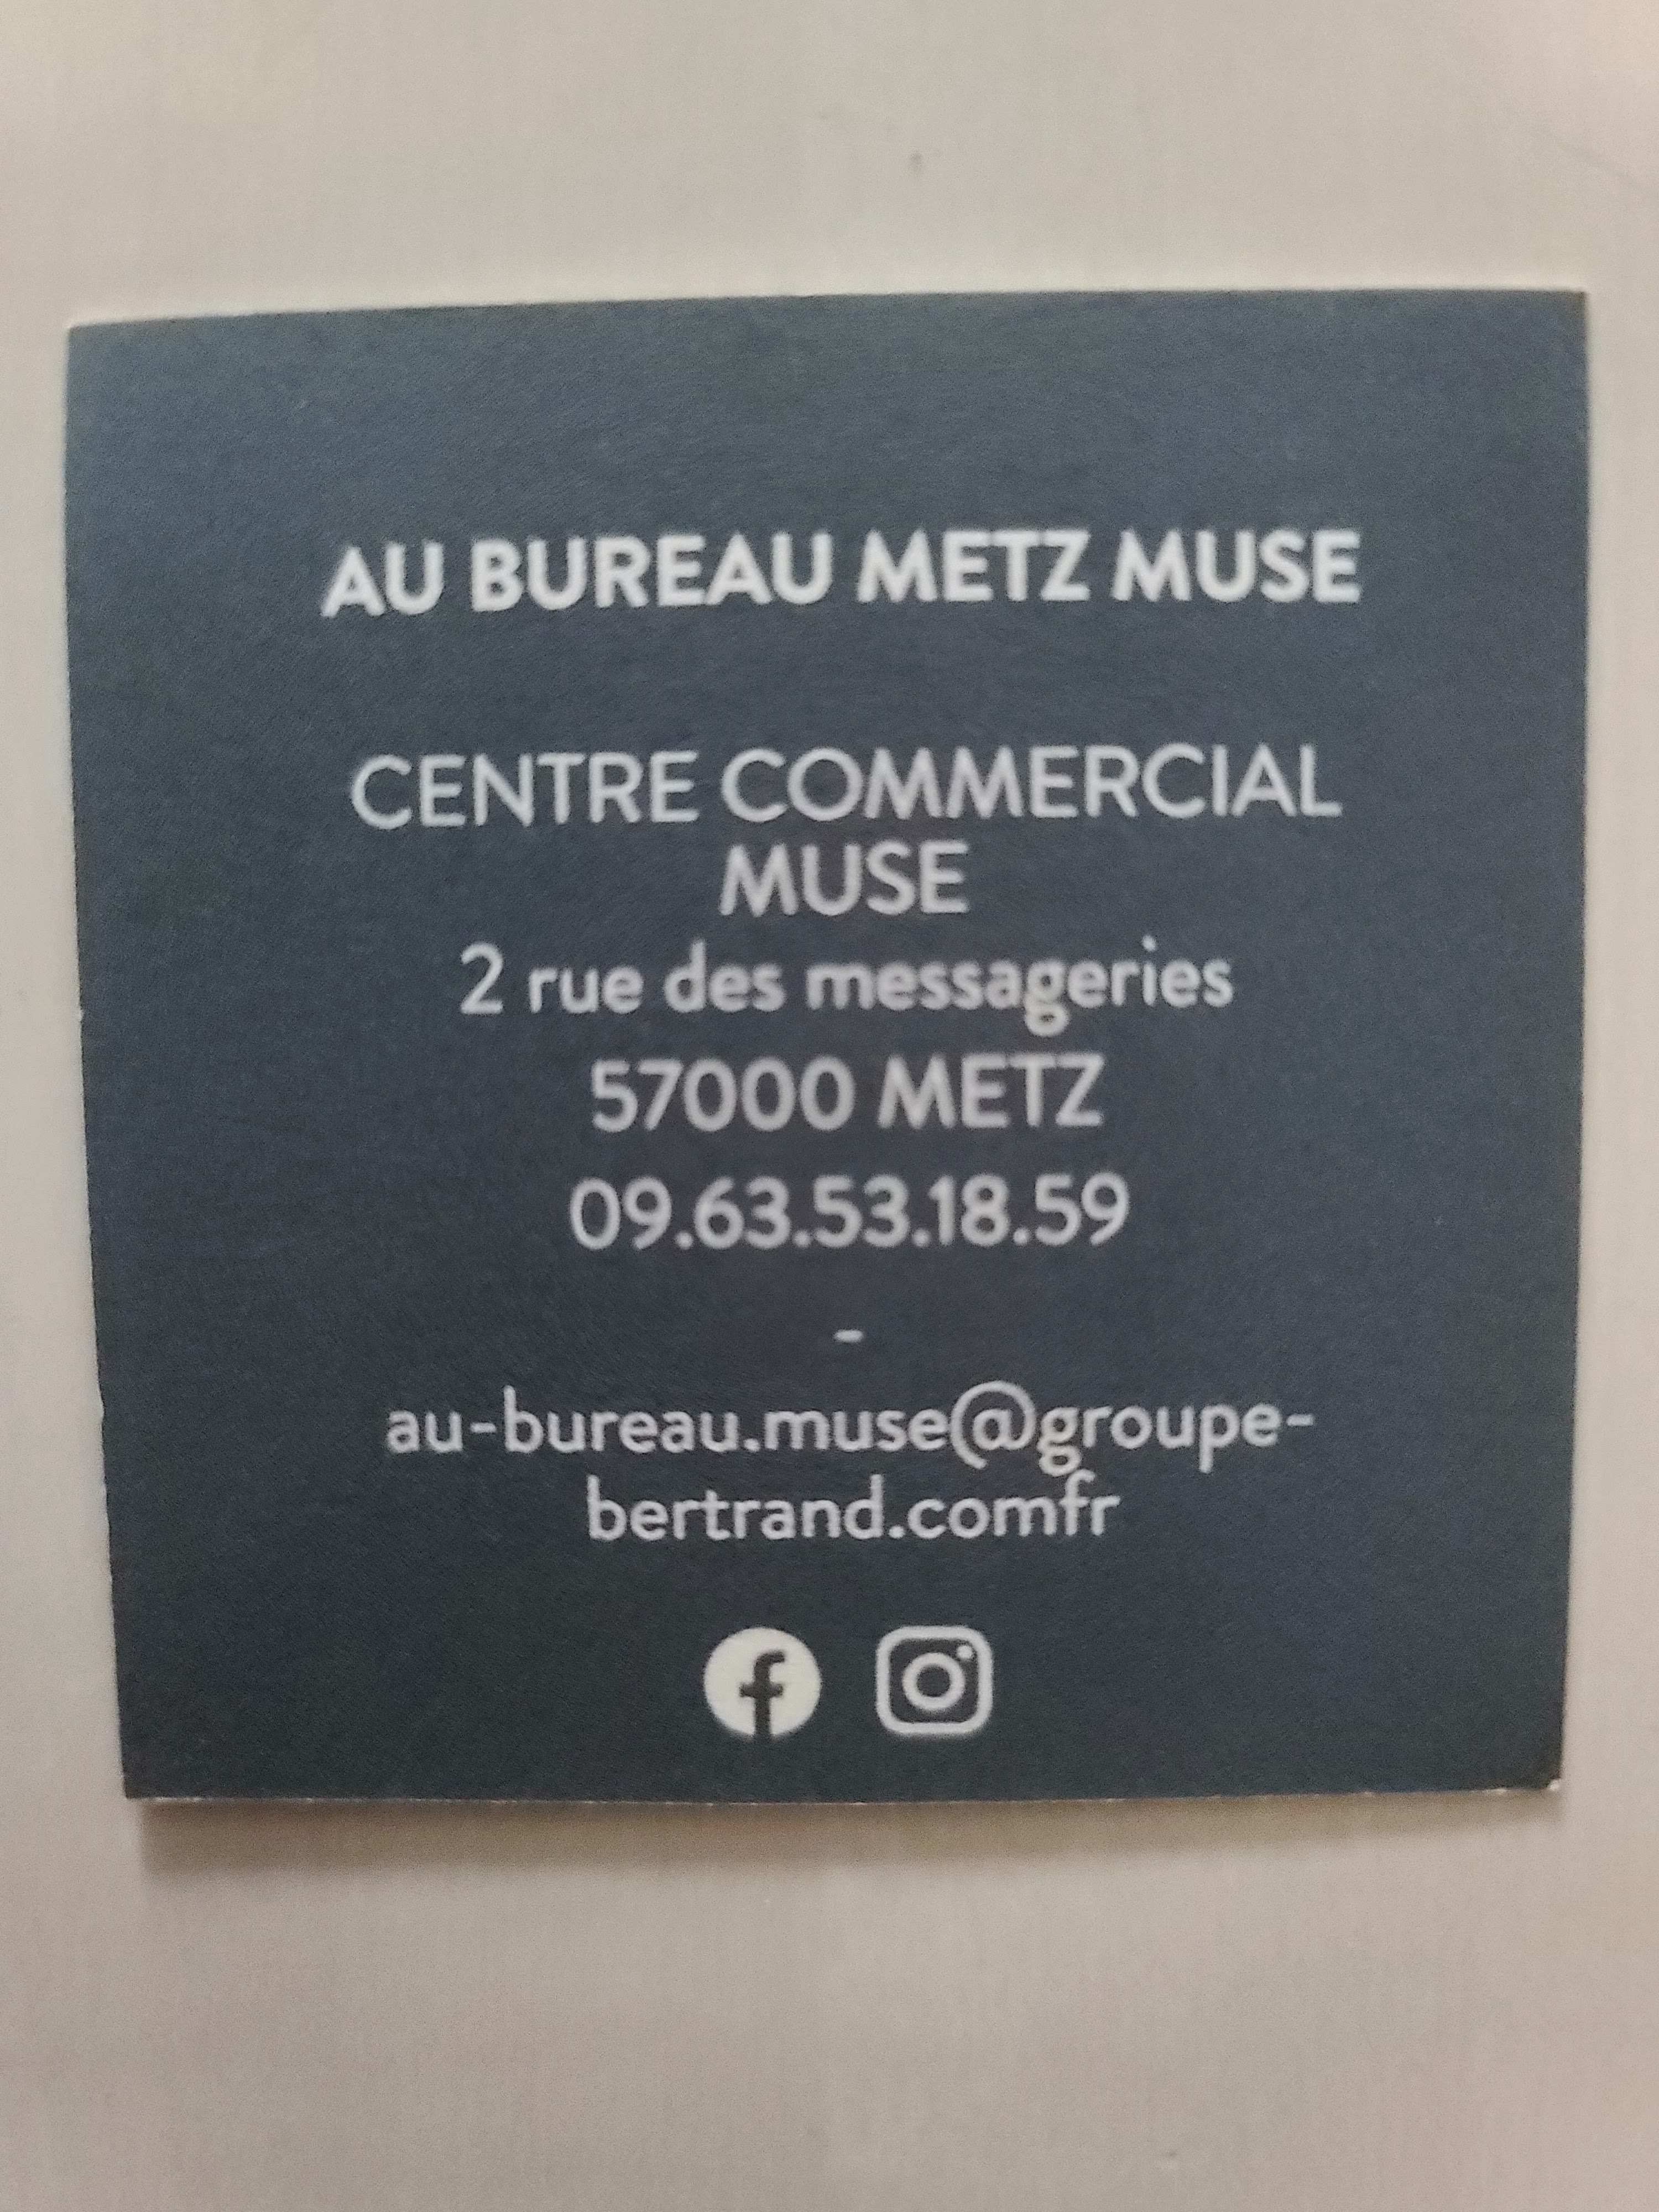 AU BUREAU METZ MUSE
CENTRE COMMERCIAL
MUSE
2 rue des messageries
57000 METZ
09.63.53.18.59
-
au-bureau.muse@groupe-
bertrand.comfr